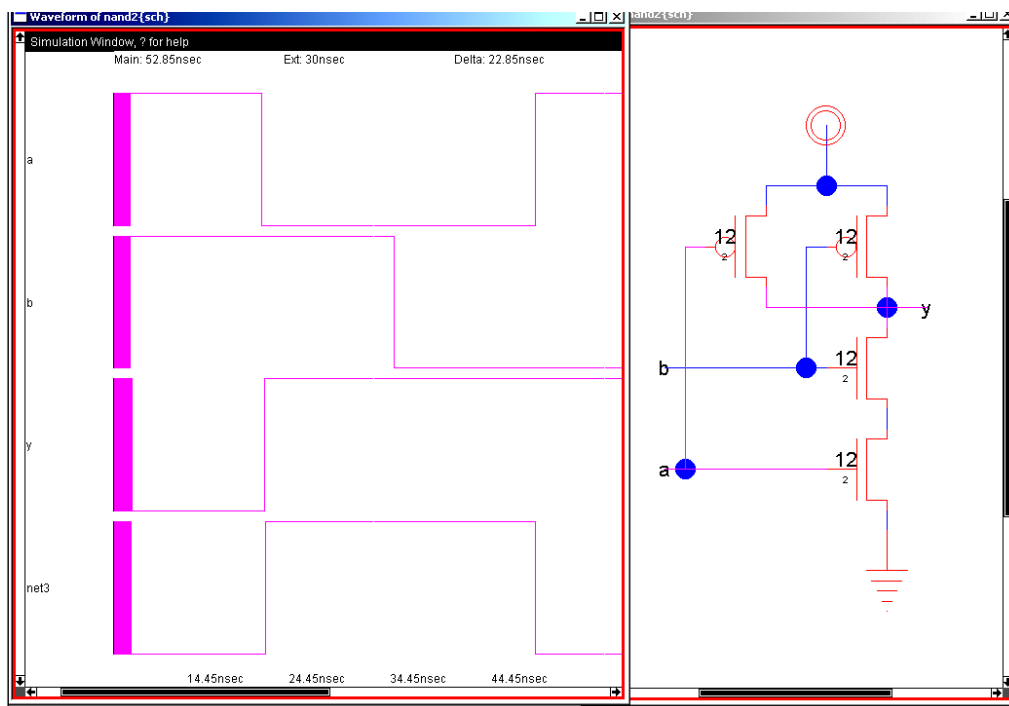 Waveform of nand2{sch}
Simulation Window, ? for help
Main: 52.85nsec Ext: 30nsec Delta: 22.85nsec
a
b
y
net3
14.45nsec 24.45nsec 34.45nsec 44.45nsec
nand2{sch}
12
2
12
2
y
12
2
b
12
2
a